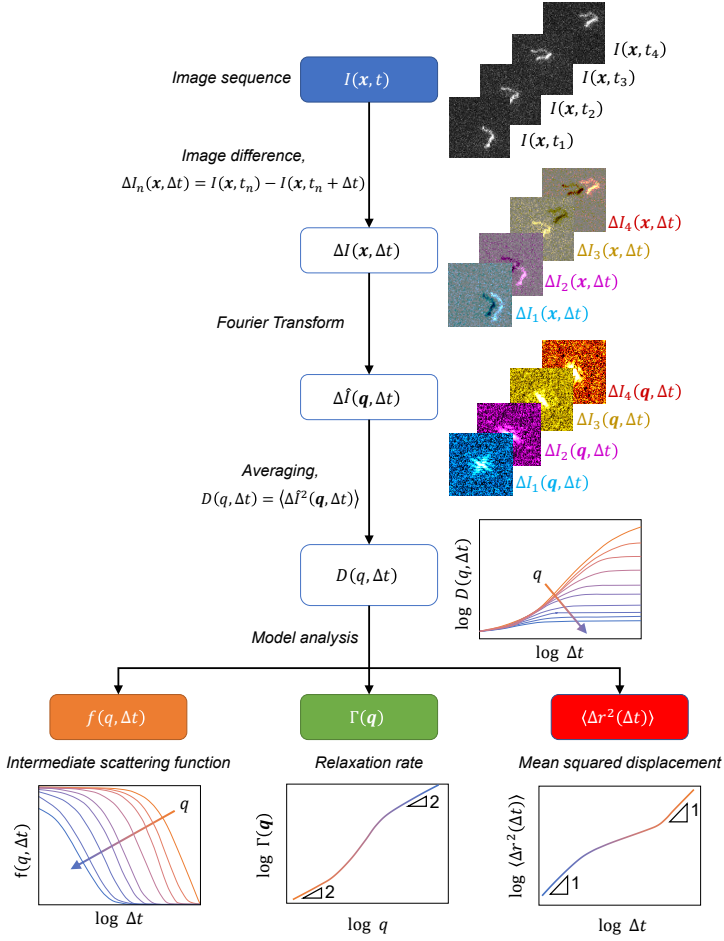 Image sequence
I(x, t)
I(x, t₄)
I(x, t₃)
I(x, t₂)
I(x, t₁)
Image difference,
ΔIₙ(x, Δt) = I(x, tₙ) − I(x, tₙ + Δt)
ΔI(x, Δt)
ΔI₄(x, Δt)
ΔI₃(x, Δt)
ΔI₂(x, Δt)
ΔI₁(x, Δt)
Fourier Transform
ΔÎ(q, Δt)
ΔI₄(q, Δt)
ΔI₃(q, Δt)
ΔI₂(q, Δt)
ΔI₁(q, Δt)
Averaging,
D(q, Δt) = ⟨ΔÎ²(q, Δt)⟩
D(q, Δt)
log D(q, Δt)
q
log Δt
Model analysis
f(q, Δt)
Γ(q)
⟨Δr²(Δt)⟩
Intermediate scattering function
Relaxation rate
Mean squared displacement
f(q, Δt)
q
log Δt
log Γ(q)
2
2
log q
log ⟨Δr²(Δt)⟩
1
1
log Δt